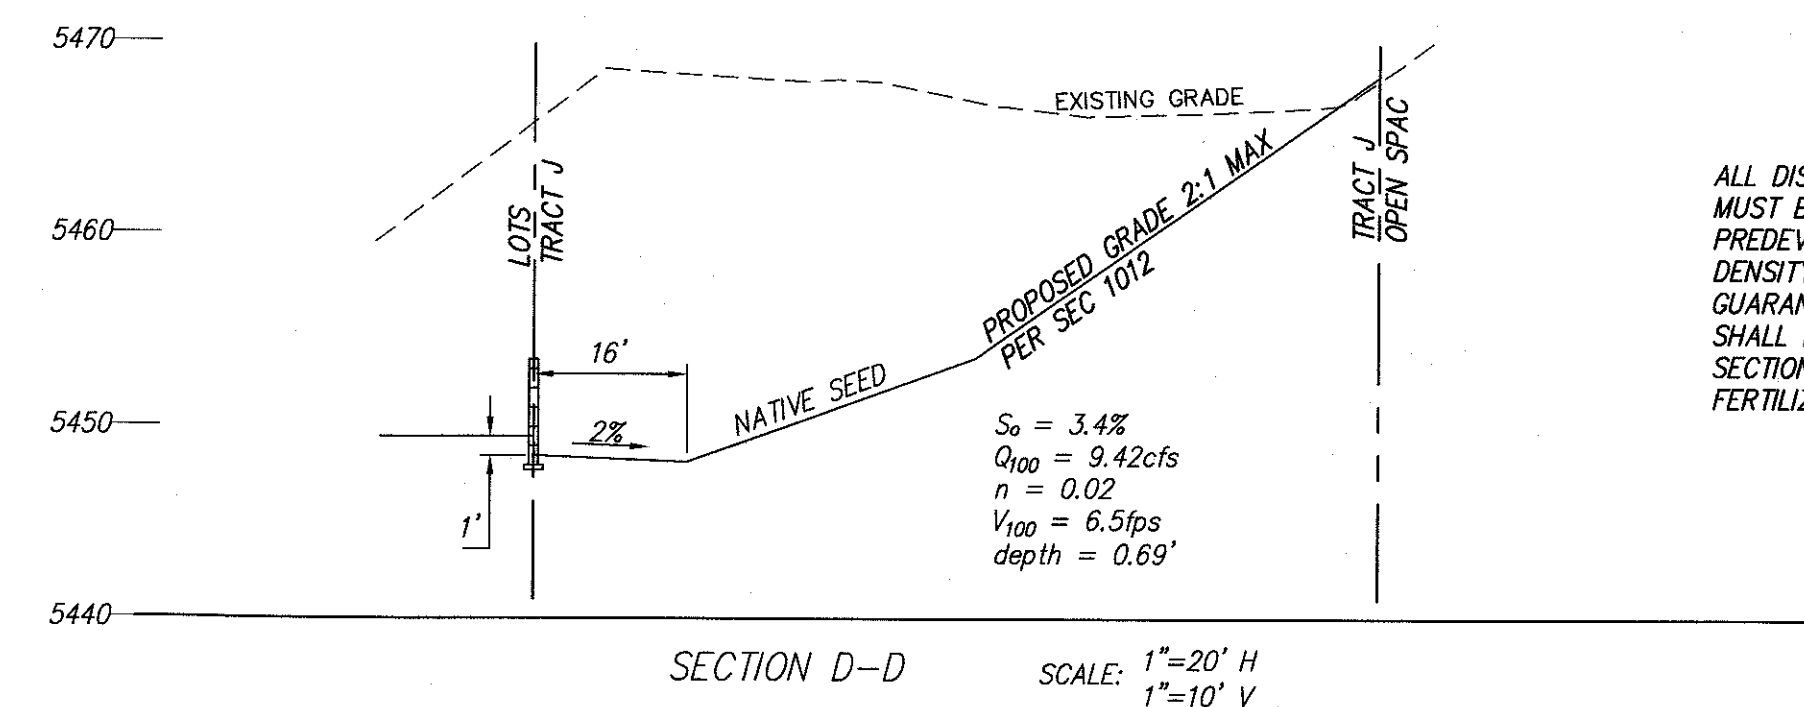 5470
5460
5450
5440
EXISTING GRADE
LOTS
TRACT J
TRACT J
OPEN SPAC
PROPOSED GRADE 2:1 MAX
PER SEC 1012
16'
2%
1'
NATIVE SEED
So = 3.4%
Q100 = 9.42cfs
n = 0.02
V100 = 6.5fps
depth = 0.69'
SECTION D-D
SCALE: 1"=20' H
1"=10' V
ALL DIS
MUST
PREDEV
DENSIT
GUARAN
SHALL
SECTION
FERTILIZ